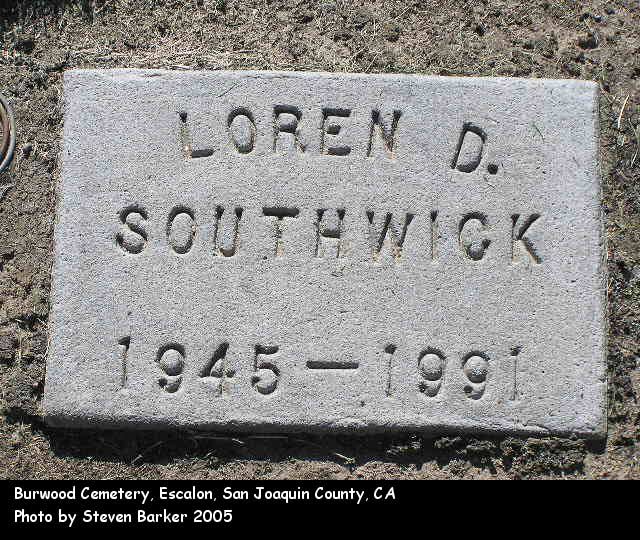 LOREN D.
SOUTHWICK
1945-1991
Burwood Cemetery, Escalon, San Joaquin County, CA
Photo by Steven Barker 2005